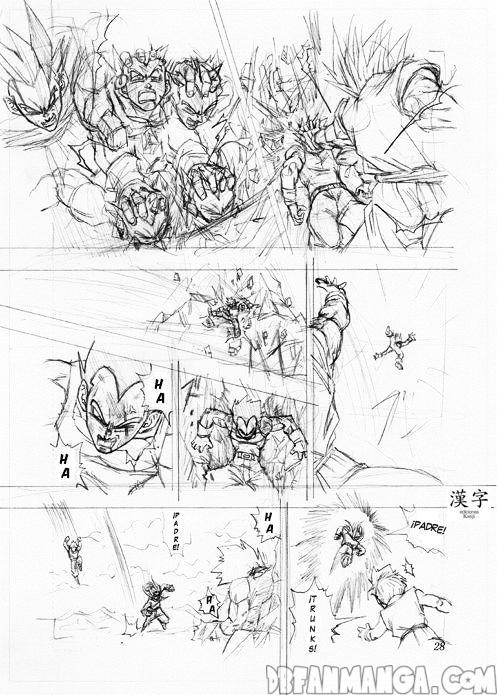 HA
HA
漢字
ediciones
Kanji
¡PADRE!
HA
HA
¡PADRE!
¡TRUNKS!
28
DBFANMANGA.COM